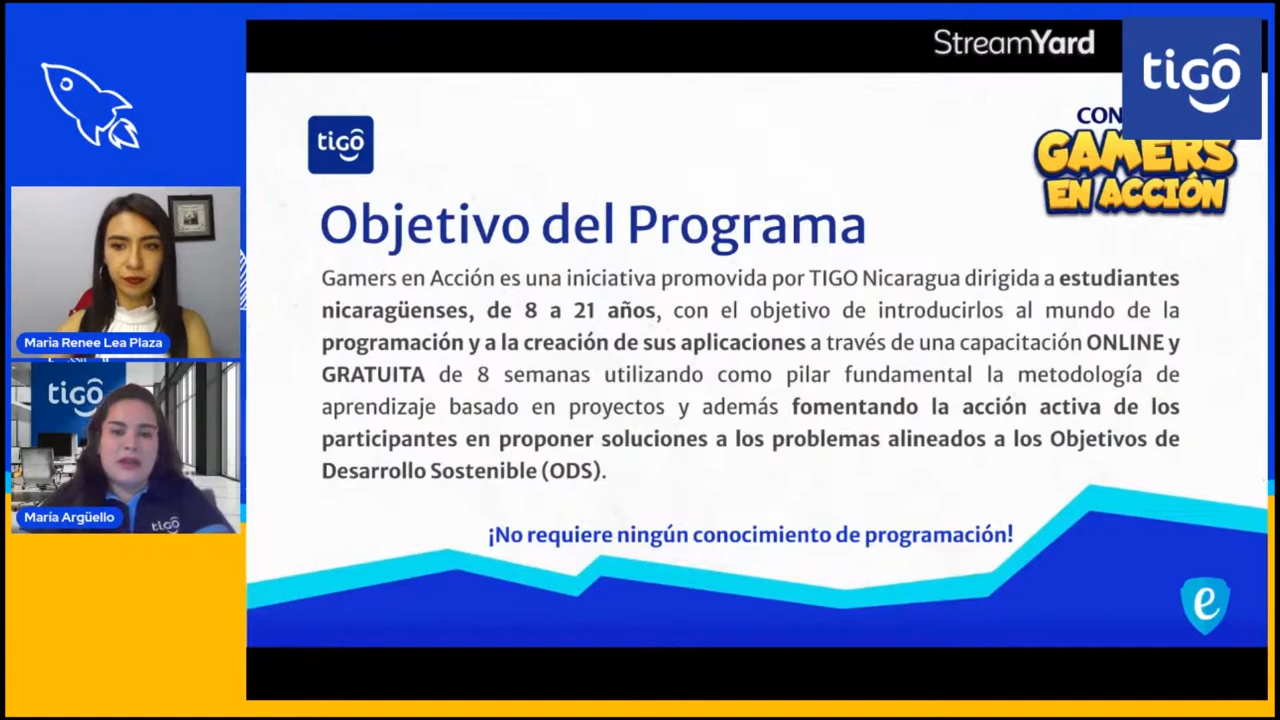 StreamYard
tigo
tigo
CON
GAMERS
EN ACCIÓN
Objetivo del Programa
Gamers en Acción es una iniciativa promovida por TIGO Nicaragua dirigida a estudiantes
nicaragüenses, de 8 a 21 años, con el objetivo de introducirlos al mundo de la
programación y a la creación de sus aplicaciones a través de una capacitación ONLINE y
GRATUITA de 8 semanas utilizando como pilar fundamental la metodología de
aprendizaje basado en proyectos y además fomentando la acción activa de los
participantes en proponer soluciones a los problemas alineados a los Objetivos de
Desarrollo Sostenible (ODS).
¡No requiere ningún conocimiento de programación!
e
Maria Renee Lea Plaza
tigo
tigo
María Argüello